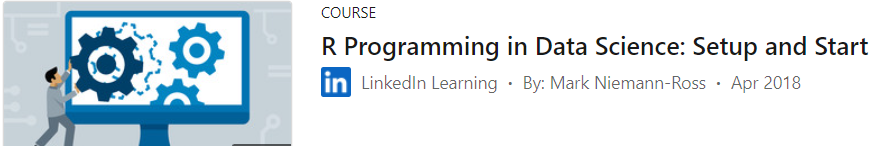 COURSE
R Programming in Data Science: Setup and Start
in LinkedIn Learning • By: Mark Niemann-Ross • Apr 2018